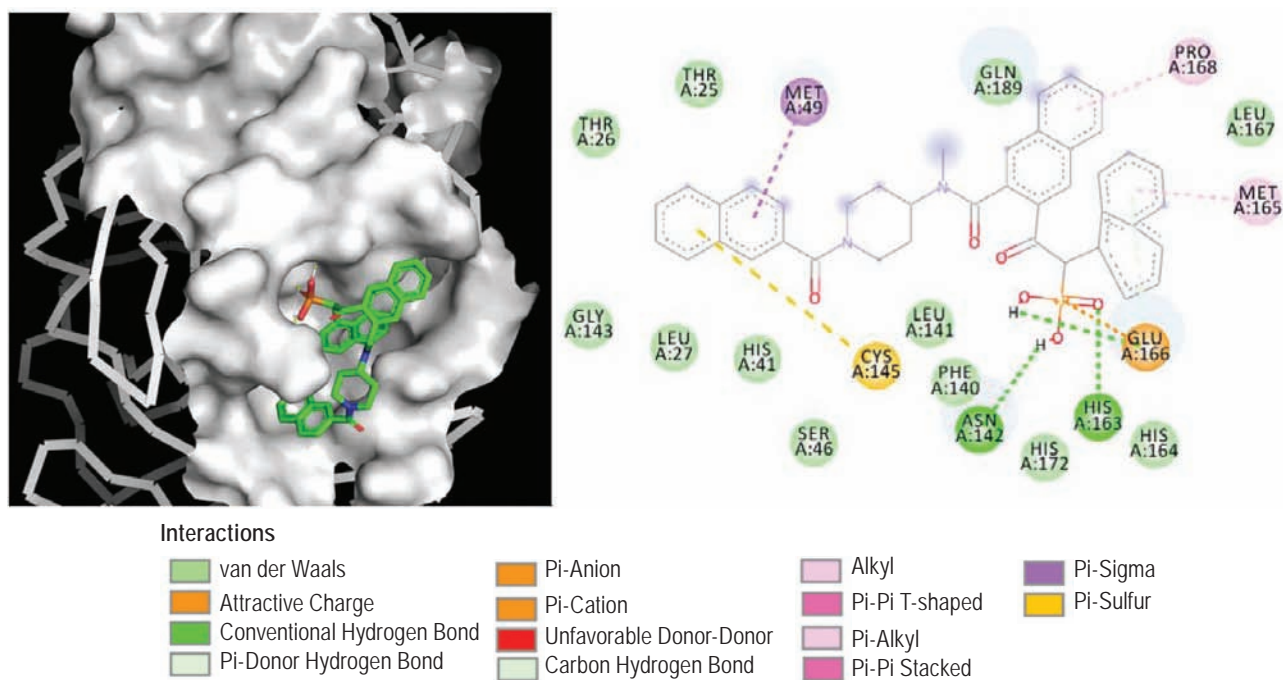 THR
A:25
MET
A:49
GLN
A:189
PRO
A:168
THR
A:26
LEU
A:167
MET
A:165
N
N
O
O
O
GLY
A:143
LEU
A:27
HIS
A:41
CYS
A:145
LEU
A:141
PHE
A:140
O
P
O
H
H
O
GLU
A:166
SER
A:46
ASN
A:142
HIS
A:163
HIS
A:172
HIS
A:164
Interactions
van der Waals
Attractive Charge
Conventional Hydrogen Bond
Pi-Donor Hydrogen Bond
Pi-Anion
Pi-Cation
Unfavorable Donor-Donor
Carbon Hydrogen Bond
Alkyl
Pi-Pi T-shaped
Pi-Alkyl
Pi-Pi Stacked
Pi-Sigma
Pi-Sulfur